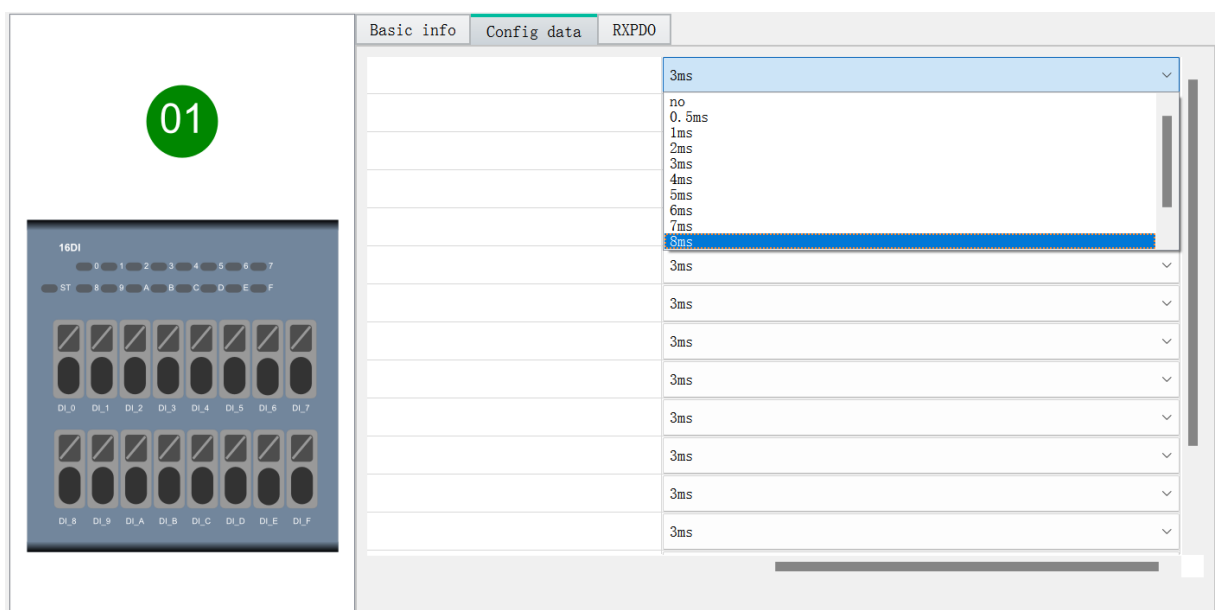 01
16DI
0 1 2 3 4 5 6 7
ST 8 9 A B C D E F
DI_0 DI_1 DI_2 DI_3 DI_4 DI_5 DI_6 DI_7
DI_8 DI_9 DI_A DI_B DI_C DI_D DI_E DI_F
Basic info Config data RXPDO
3ms
no
0.5ms
1ms
2ms
3ms
4ms
5ms
6ms
7ms
8ms
3ms
3ms
3ms
3ms
3ms
3ms
3ms
3ms